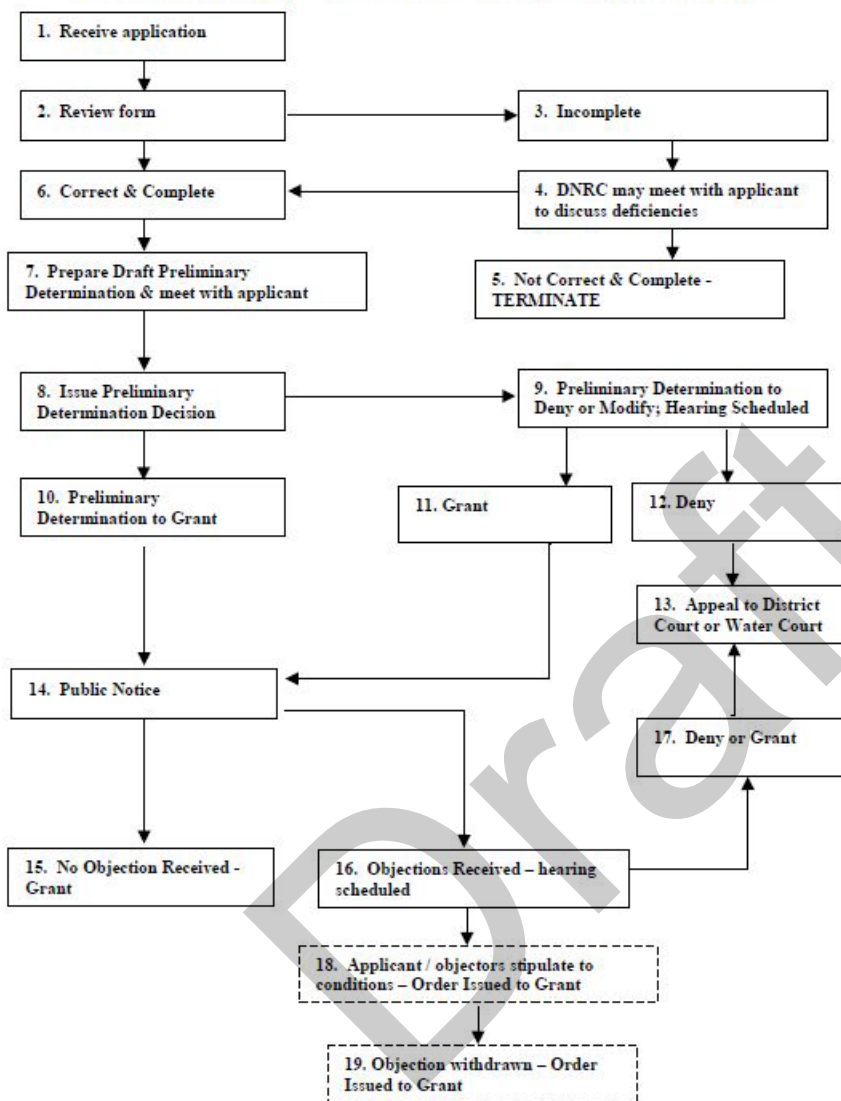 1. Receive application
2. Review form
3. Incomplete
6. Correct & Complete
4. DNRC may meet with applicant
to discuss deficiencies
7. Prepare Draft Preliminary
Determination & meet with applicant
5. Not Correct & Complete -
TERMINATE
8. Issue Preliminary
Determination Decision
9. Preliminary Determination to
Deny or Modify; Hearing Scheduled
10. Preliminary
Determination to Grant
11. Grant
12. Deny
13. Appeal to District
Court or Water Court
14. Public Notice
17. Deny or Grant
15. No Objection Received -
Grant
16. Objections Received – hearing
scheduled
18. Applicant / objectors stipulate to
conditions – Order Issued to Grant
19. Objection withdrawn – Order
Issued to Grant
Draft